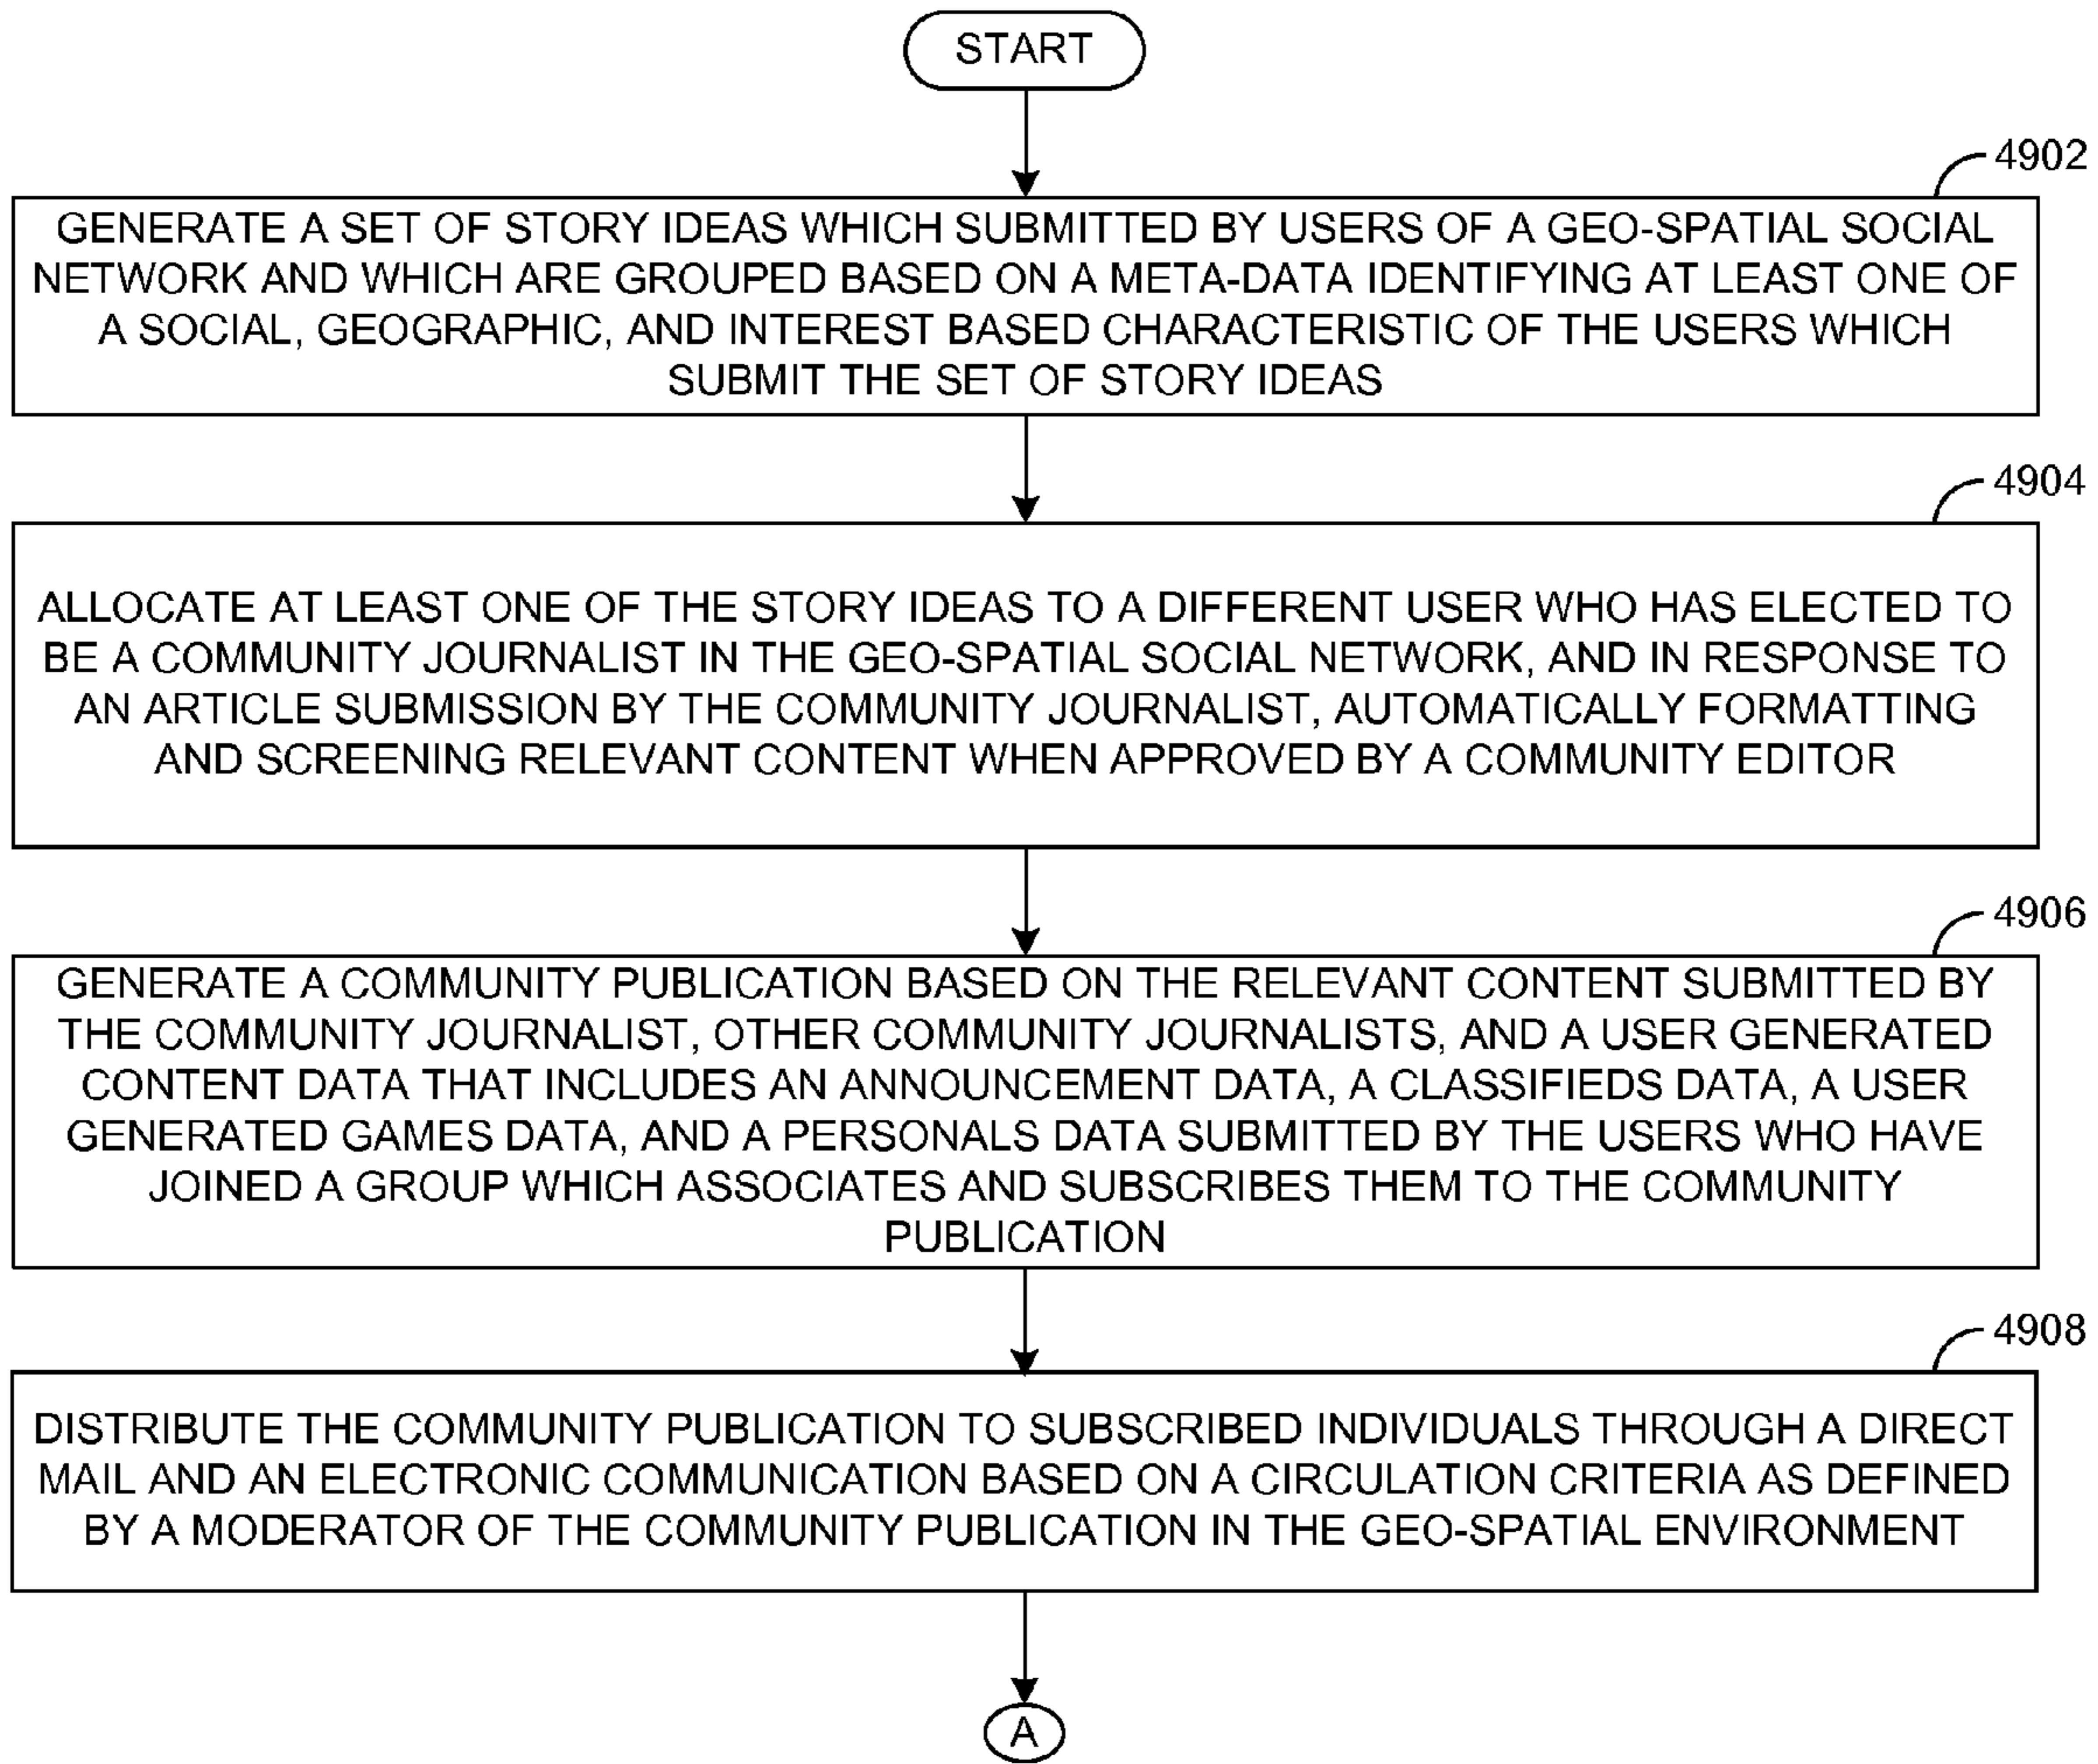 START
4902
GENERATE A SET OF STORY IDEAS WHICH SUBMITTED BY USERS OF A GEO-SPATIAL SOCIAL
NETWORK AND WHICH ARE GROUPED BASED ON A META-DATA IDENTIFYING AT LEAST ONE OF
A SOCIAL, GEOGRAPHIC, AND INTEREST BASED CHARACTERISTIC OF THE USERS WHICH
SUBMIT THE SET OF STORY IDEAS
4904
ALLOCATE AT LEAST ONE OF THE STORY IDEAS TO A DIFFERENT USER WHO HAS ELECTED TO
BE A COMMUNITY JOURNALIST IN THE GEO-SPATIAL SOCIAL NETWORK, AND IN RESPONSE TO
AN ARTICLE SUBMISSION BY THE COMMUNITY JOURNALIST, AUTOMATICALLY FORMATTING
AND SCREENING RELEVANT CONTENT WHEN APPROVED BY A COMMUNITY EDITOR
4906
GENERATE A COMMUNITY PUBLICATION BASED ON THE RELEVANT CONTENT SUBMITTED BY
THE COMMUNITY JOURNALIST, OTHER COMMUNITY JOURNALISTS, AND A USER GENERATED
CONTENT DATA THAT INCLUDES AN ANNOUNCEMENT DATA, A CLASSIFIEDS DATA, A USER
GENERATED GAMES DATA, AND A PERSONALS DATA SUBMITTED BY THE USERS WHO HAVE
JOINED A GROUP WHICH ASSOCIATES AND SUBSCRIBES THEM TO THE COMMUNITY
PUBLICATION
4908
DISTRIBUTE THE COMMUNITY PUBLICATION TO SUBSCRIBED INDIVIDUALS THROUGH A DIRECT
MAIL AND AN ELECTRONIC COMMUNICATION BASED ON A CIRCULATION CRITERIA AS DEFINED
BY A MODERATOR OF THE COMMUNITY PUBLICATION IN THE GEO-SPATIAL ENVIRONMENT
A